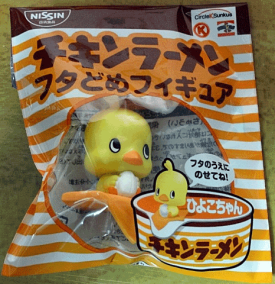 NISSIN
Circle K Sunkus
K
チキンラーメン
フタどめフィギュア
フタのうえに
のせてね!
ひよこちゃん
チキンラーメン